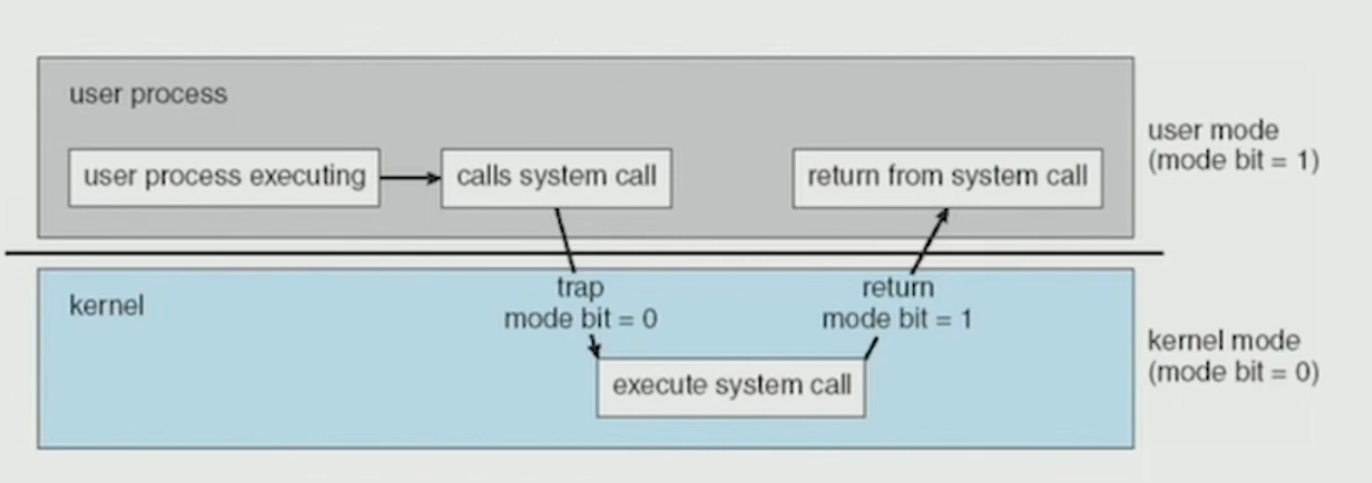 user process
user process executing
calls system call
return from system call
user mode
(mode bit = 1)
kernel
trap
mode bit = 0
return
mode bit = 1
execute system call
kernel mode
(mode bit = 0)